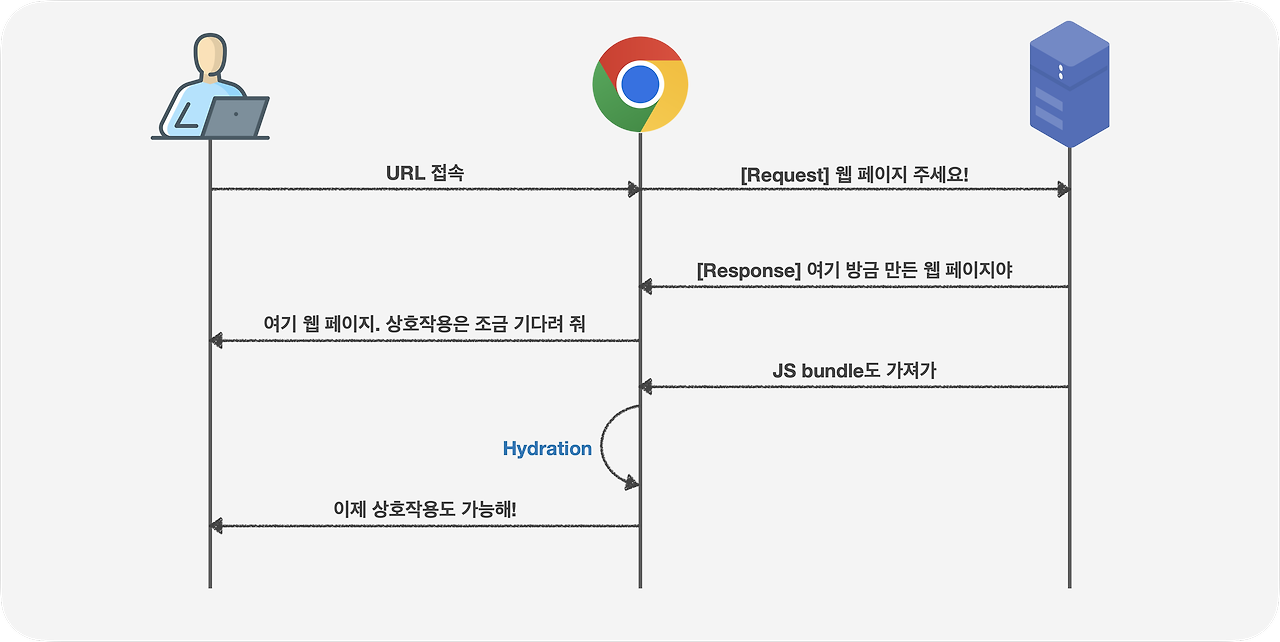 URL 접속
[Request] 웹 페이지 주세요!
[Response] 여기 방금 만든 웹 페이지야
여기 웹 페이지. 상호작용은 조금 기다려 줘
JS bundle도 가져가
Hydration
이제 상호작용도 가능해!